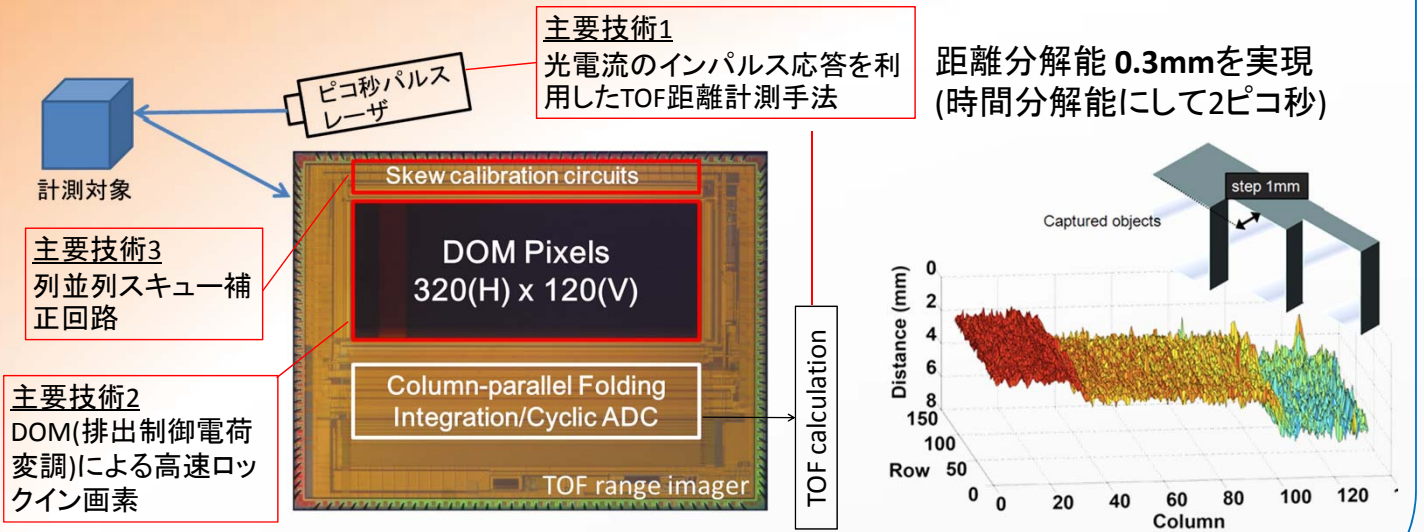 主要技術1
光電流のインパルス応答を利
用したTOF距離計測手法
距離分解能 0.3mmを実現
(時間分解能にして2ピコ秒)
ピコ秒パルス
レーザ
計測対象
主要技術3
列並列スキュー補
正回路
主要技術2
DOM(排出制御電荷
変調)による高速ロッ
クイン画素
Skew calibration circuits
DOM Pixels
320(H) x 120(V)
Column-parallel Folding
Integration/Cyclic ADC
TOF range imager
TOF calculation
step 1mm
Captured objects
Distance (mm)
0
2
4
6
8
Row
150
100
50
0
0
20
40
60
80
100
120
Column